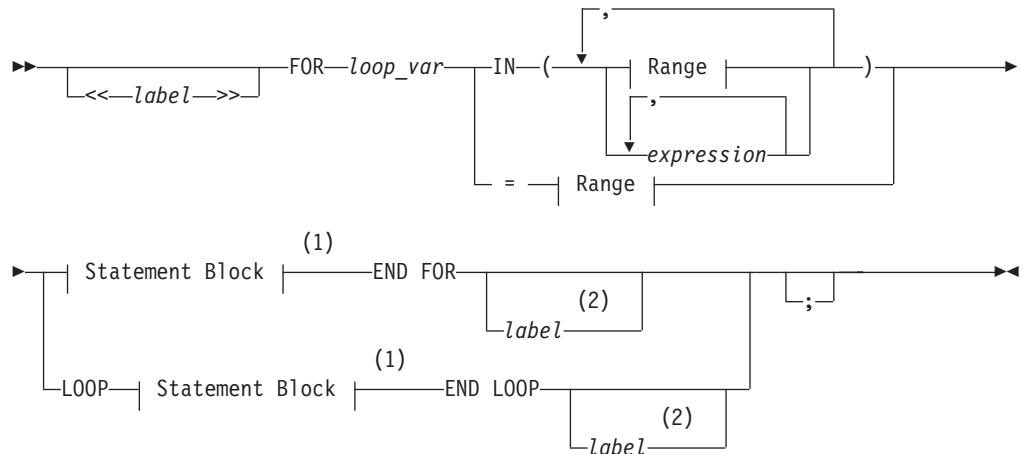 ,
FOR loop_var IN ( Range )
<< label >>
,
expression
= Range
(1)
Statement Block END FOR
(2)
label ;
(1)
LOOP Statement Block END LOOP
(2)
label